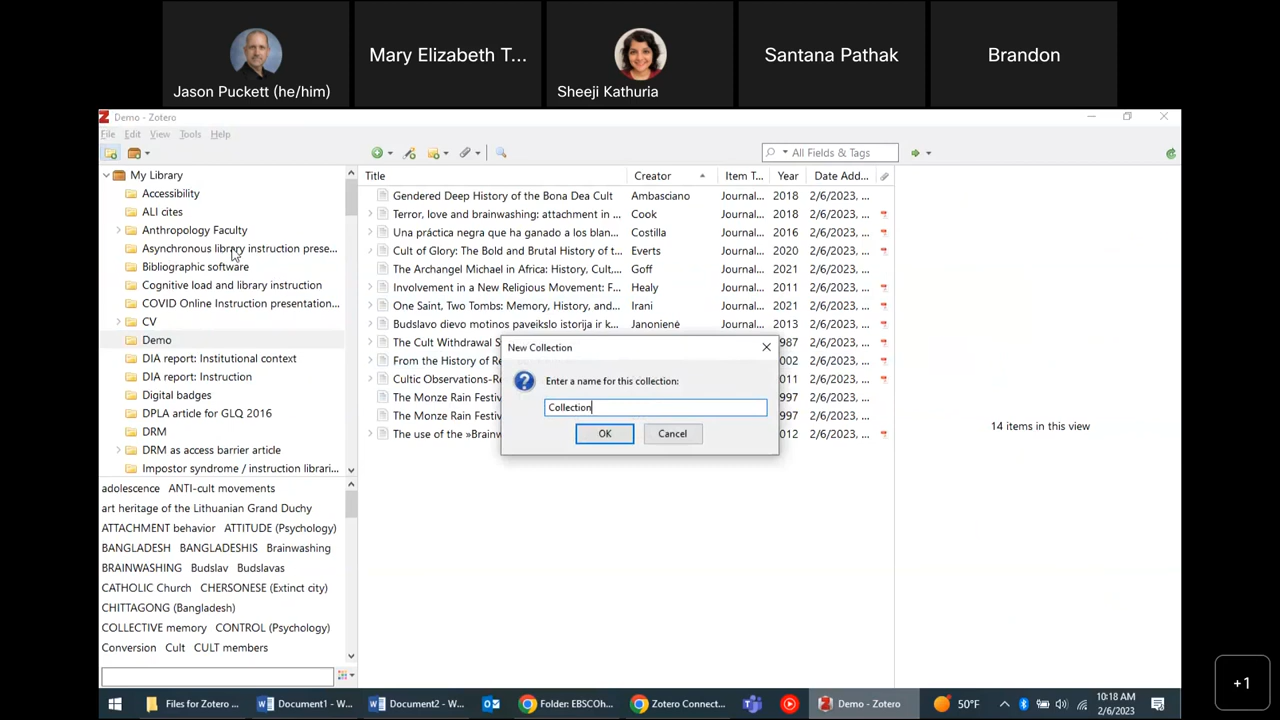 Jason Puckett (he/him)
Mary Elizabeth T...
Sheeji Kathuria
Santana Pathak
Brandon
Demo - Zotero
File Edit View Tools Help
All Fields & Tags
My Library
Accessibility
ALI cites
Anthropology Faculty
Asynchronous library instruction prese...
Bibliographic software
Cognitive load and library instruction
COVID Online Instruction presentation...
CV
Demo
DIA report: Institutional context
DIA report: Instruction
Digital badges
DPLA article for GLQ 2016
DRM
DRM as access barrier article
Impostor syndrome / instruction librari...
adolescence ANTI-cult movements
art heritage of the Lithuanian Grand Duchy
ATTACHMENT behavior ATTITUDE (Psychology)
BANGLADESH BANGLADESHIS Brainwashing
BRAINWASHING Budslav Budslavas
CATHOLIC Church CHERSONESE (Extinct city)
CHITTAGONG (Bangladesh)
COLLECTIVE memory CONTROL (Psychology)
Conversion Cult CULT members
Title Creator Item T... Year Date Add...
Gendered Deep History of the Bona Dea Cult Ambasciano Journal... 2018 2/6/2023, ...
Terror, love and brainwashing: attachment in ... Cook Journal... 2018 2/6/2023, ...
Una práctica negra que ha ganado a los blan... Costilla Journal... 2016 2/6/2023, ...
Cult of Glory: The Bold and Brutal History of t... Everts Journal... 2020 2/6/2023, ...
The Archangel Michael in Africa: History, Cult,... Goff Journal... 2021 2/6/2023, ...
Involvement in a New Religious Movement: F... Healy Journal... 2011 2/6/2023, ...
One Saint, Two Tombs: Memory, History, and... Irani Journal... 2021 2/6/2023, ...
Budslavo dievo motinos paveikslo istorija ir k... Janonienė Journal... 2013 2/6/2023, ...
The Cult Withdrawal S 987 2/6/2023, ...
From the History of Re 002 2/6/2023, ...
Cultic Observations-Re 011 2/6/2023, ...
The Monze Rain Festiv 997 2/6/2023, ...
The Monze Rain Festiv 997 2/6/2023, ...
The use of the »Brainw 012 2/6/2023, ...
New Collection
Enter a name for this collection:
Collection
OK Cancel
14 items in this view
Files for Zotero ... Document1 - W... Document2 - W... Folder: EBSCOh... Zotero Connect... Demo - Zotero 50°F 10:18 AM
2/6/2023
+1